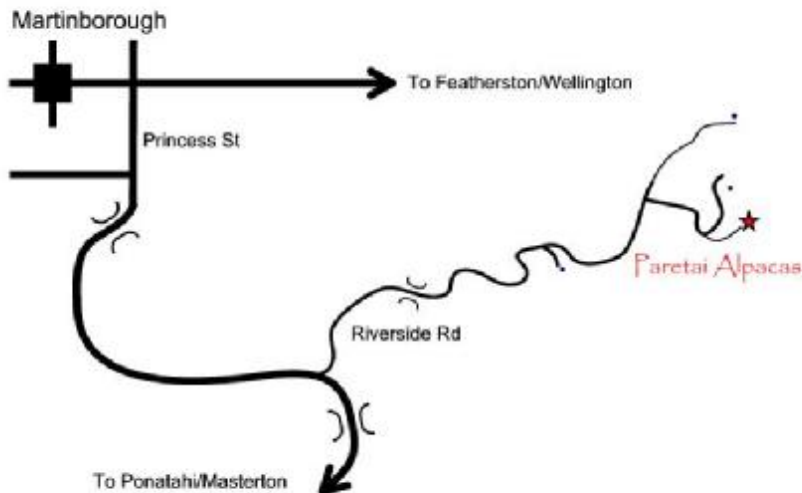 Martinborough
To Featherston/Wellington
Princess St
Paretai Alpacas
Riverside Rd
To Ponatahi/Masterton